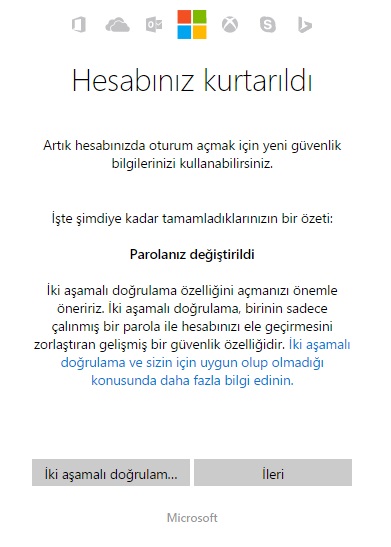 Hesabınız kurtarıldı
Artık hesabınızda oturum açmak için yeni güvenlik
bilgilerinizi kullanabilirsiniz.
İşte şimdiye kadar tamamladıklarınızın bir özeti:
Parolanız değiştirildi
İki aşamalı doğrulama özelliğini açmanızı önemle
öneririz. İki aşamalı doğrulama, birinin sadece
çalınmış bir parola ile hesabınızı ele geçirmesini
zorlaştıran gelişmiş bir güvenlik özelliğidir. İki aşamalı
doğrulama ve sizin için uygun olup olmadığı
konusunda daha fazla bilgi edinin.
İki aşamalı doğrulam...
İleri
Microsoft